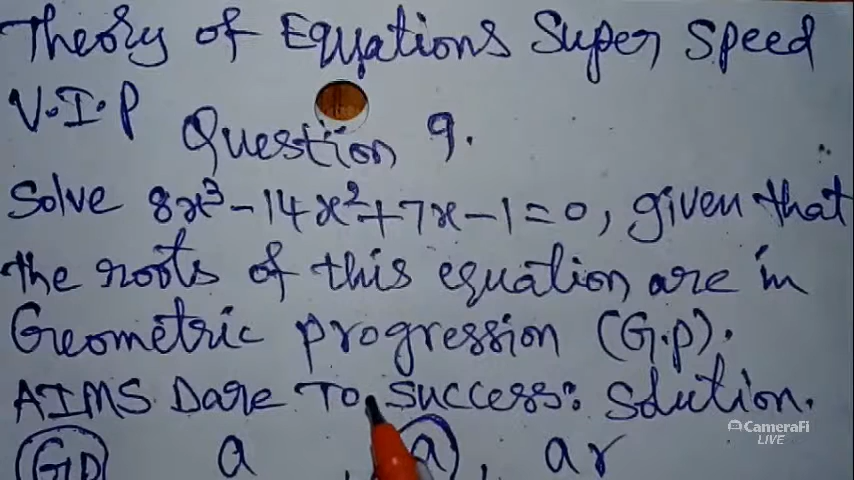 Theory of Equations Super Speed
V.I.P
Question 9.
Solve 8x³-14x²+7x-1=0, given that
the roots of this equation are in
Geometric progression (G.p).
AIMS Dare To success: Solution.
CameraFi
LIVE
GP a , a , ar